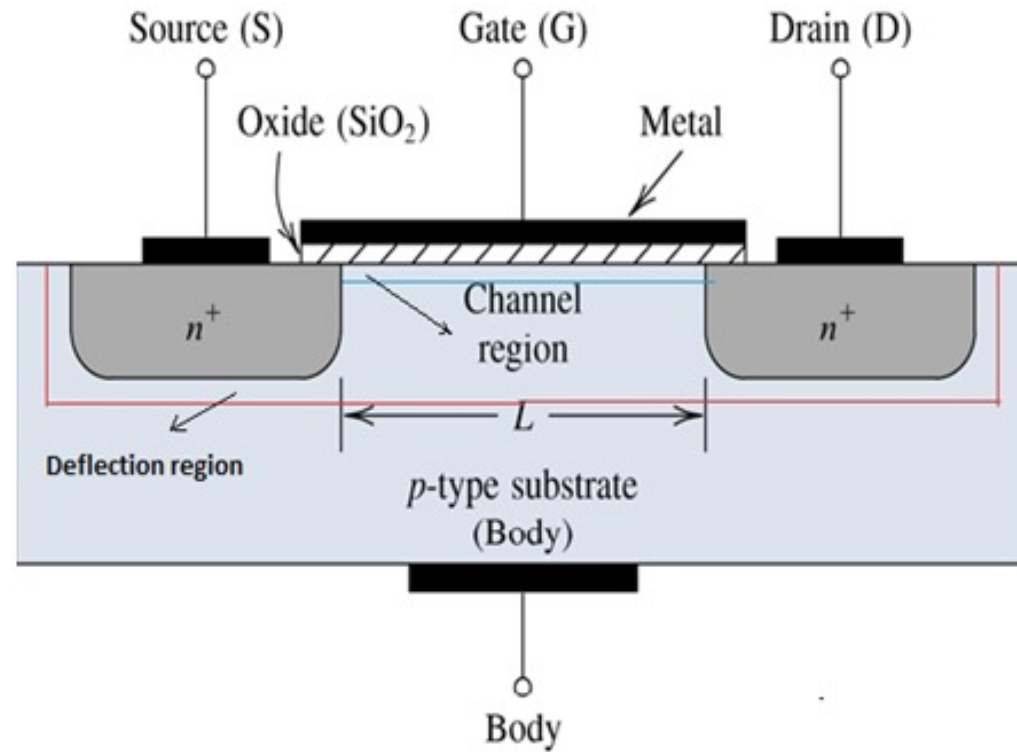 Source (S)
Gate (G)
Drain (D)
Oxide (SiO₂)
Metal
n⁺
Channel
region
n⁺
L
Deflection region
p-type substrate
(Body)
Body